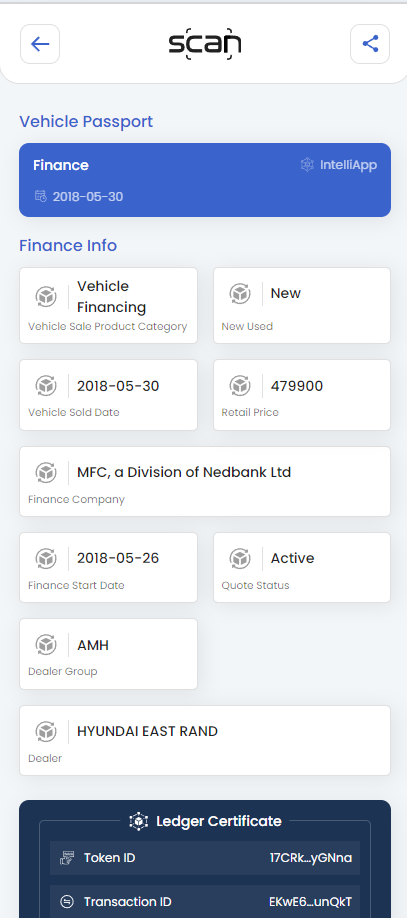 scan
Vehicle Passport
Finance
IntelliApp
2018-05-30
Finance Info
Vehicle
Financing
Vehicle Sale Product Category
New
New Used
2018-05-30
Vehicle Sold Date
479900
Retail Price
MFC, a Division of Nedbank Ltd
Finance Company
2018-05-26
Finance Start Date
Active
Quote Status
AMH
Dealer Group
HYUNDAI EAST RAND
Dealer
Ledger Certificate
Token ID 17CRk...yGNna
Transaction ID EKwE6...unQkT